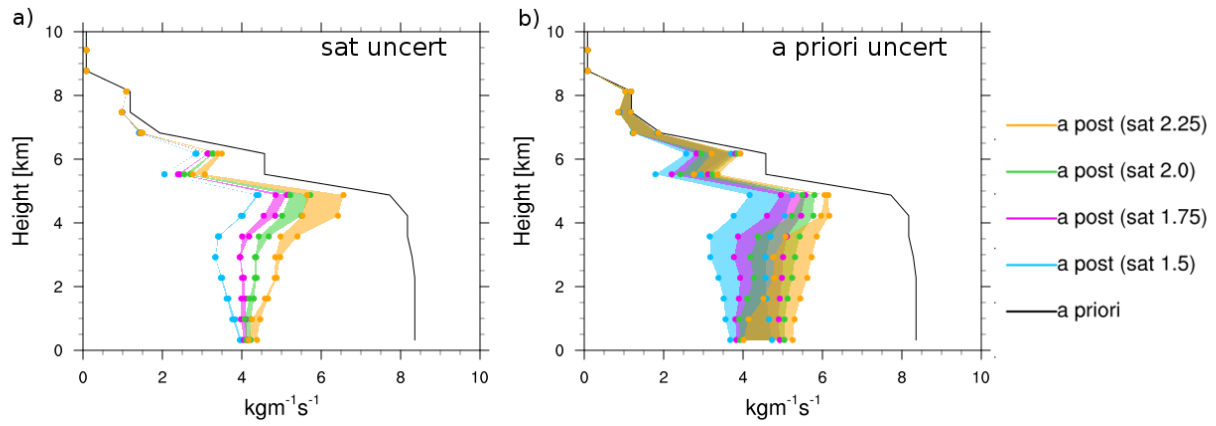 a)
sat uncert
10
8
6
4
2
0
Height [km]
0 2 4 6 8 10
kgm⁻¹s⁻¹
b)
a priori uncert
10
8
6
4
2
0
Height [km]
0 2 4 6 8 10
kgm⁻¹s⁻¹
a post (sat 2.25)
a post (sat 2.0)
a post (sat 1.75)
a post (sat 1.5)
a priori